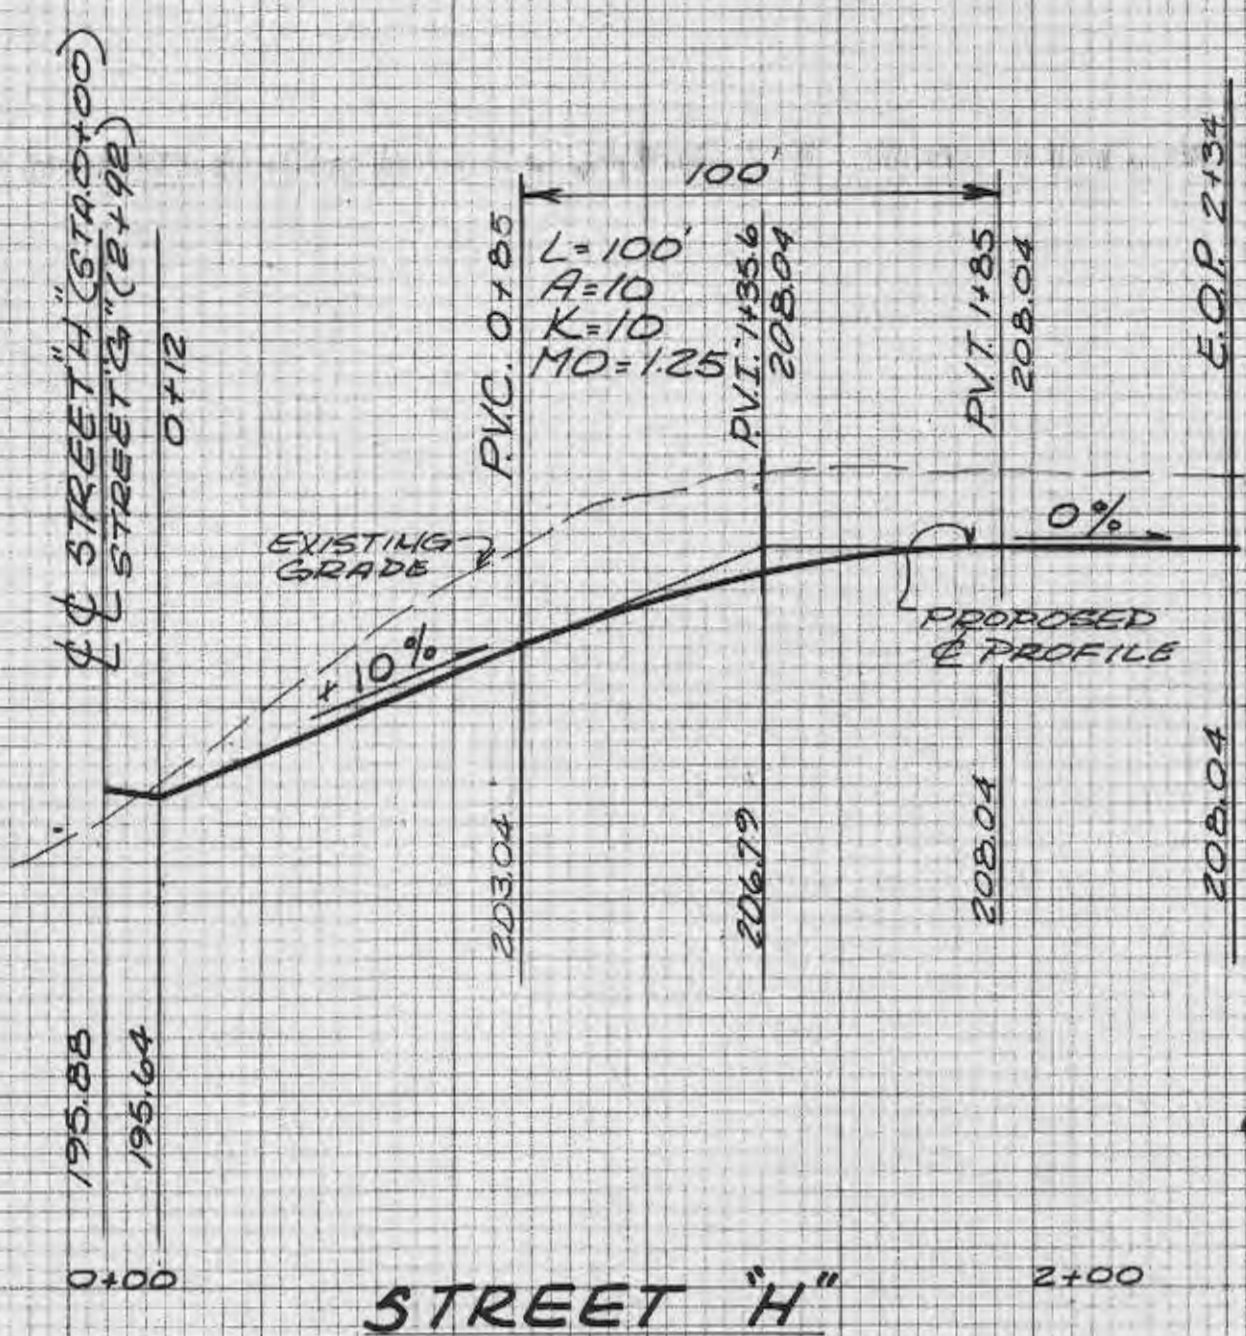 ℄ STREET "H" (STA.0+00)
℄ STREET "G" (2+92)
0+12
100'
P.V.C. 0+85
L=100'
A=10
K=10
MO=1.25
P.V.I. 1+35.6
208.04
P.V.T. 1+85
208.04
E.O.P. 2+34
EXISTING
GRADE
+10%
0%
PROPOSED
℄ PROFILE
203.04
206.79
208.04
208.04
195.88
195.64
0+00
2+00
STREET "H"